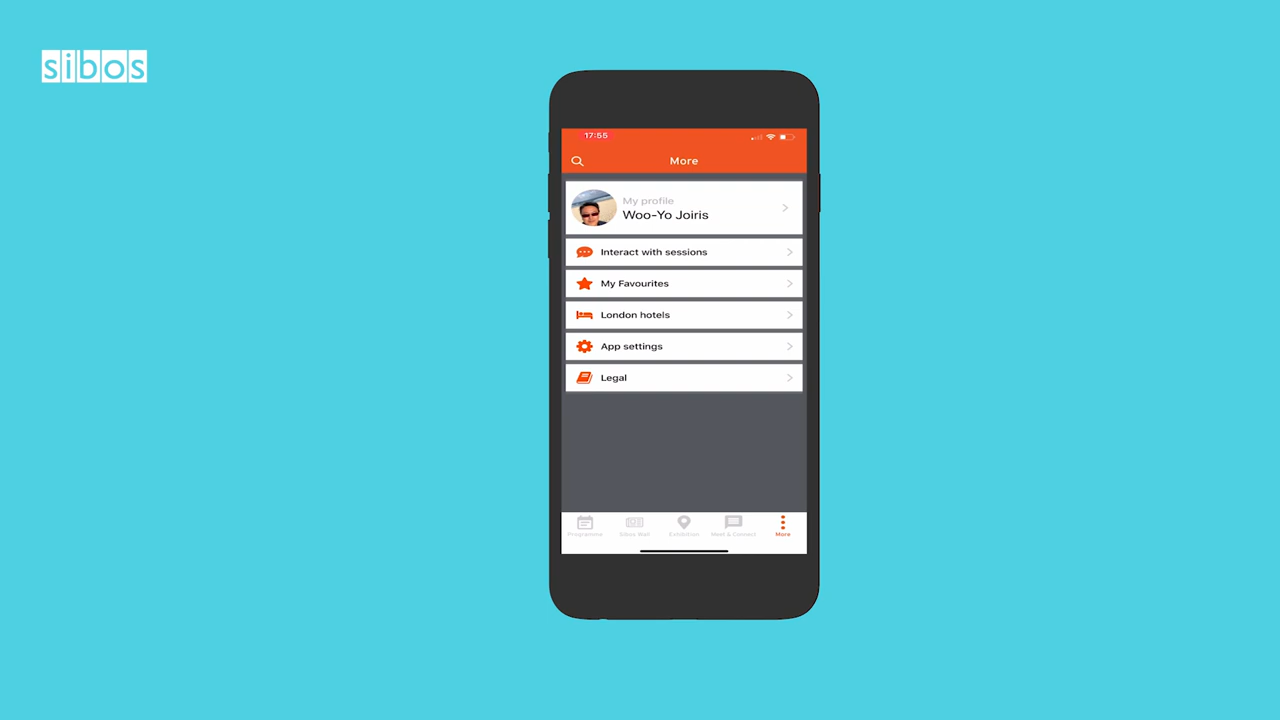 sibos
17:55
More
My profile
Woo-Yo Joiris
Interact with sessions
My Favourites
London hotels
App settings
Legal
Programme
Sibos Wall
Exhibition
Meet & Connect
More